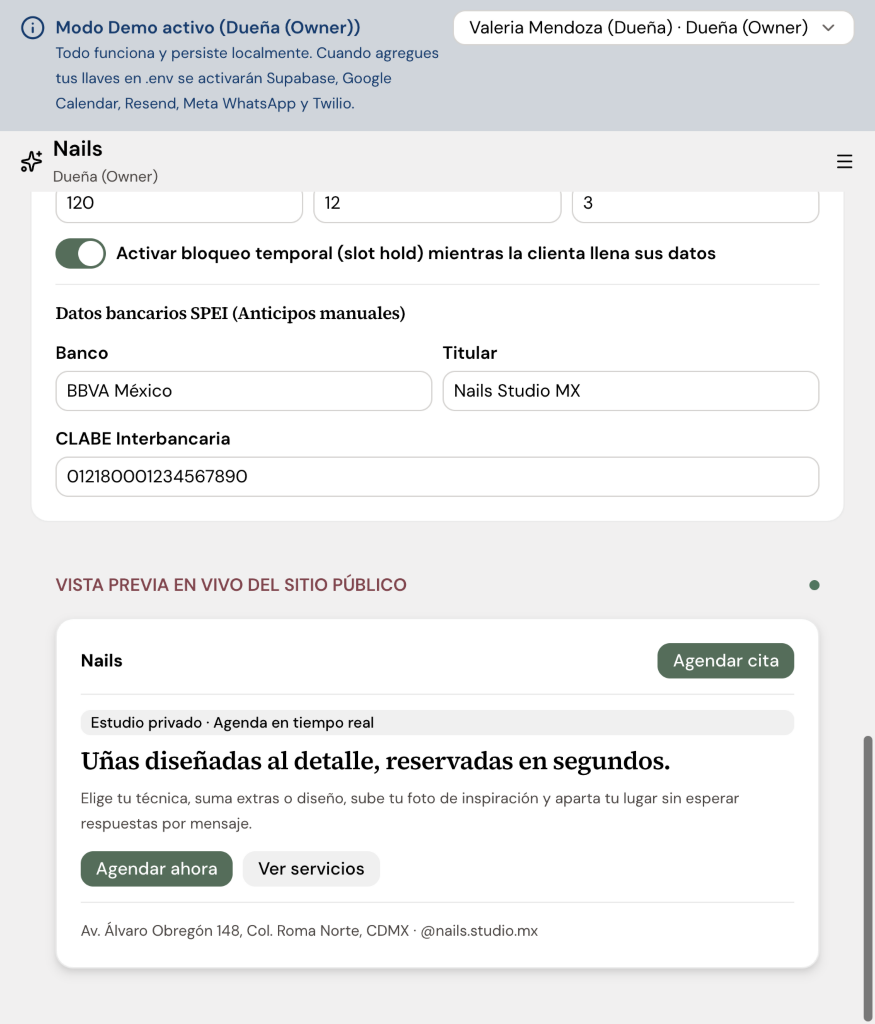 Modo Demo activo (Dueña (Owner))
Todo funciona y persiste localmente. Cuando agregues
tus llaves en .env se activarán Supabase, Google
Calendar, Resend, Meta WhatsApp y Twilio.
Valeria Mendoza (Dueña) · Dueña (Owner)
Nails
Dueña (Owner)
120
12
3
Activar bloqueo temporal (slot hold) mientras la clienta llena sus datos
Datos bancarios SPEI (Anticipos manuales)
Banco
Titular
BBVA México
Nails Studio MX
CLABE Interbancaria
012180001234567890
VISTA PREVIA EN VIVO DEL SITIO PÚBLICO
Nails
Agendar cita
Estudio privado · Agenda en tiempo real
Uñas diseñadas al detalle, reservadas en segundos.
Elige tu técnica, suma extras o diseño, sube tu foto de inspiración y aparta tu lugar sin esperar
respuestas por mensaje.
Agendar ahora
Ver servicios
Av. Álvaro Obregón 148, Col. Roma Norte, CDMX · @nails.studio.mx